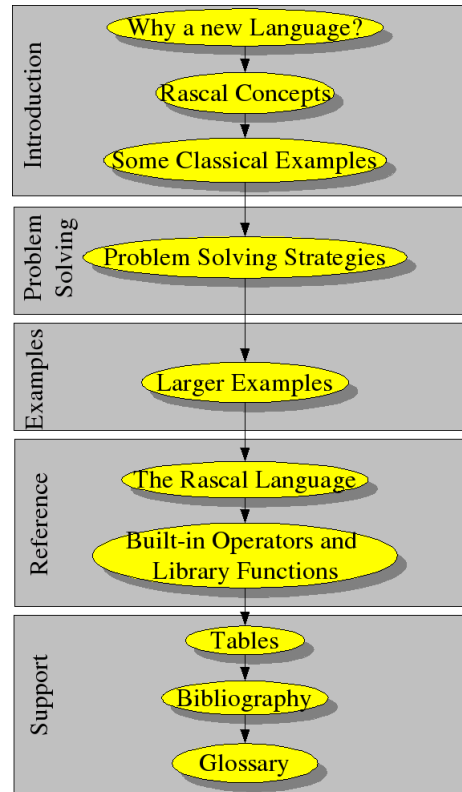 Introduction
Why a new Language?
Rascal Concepts
Some Classical Examples
Problem
Solving
Problem Solving Strategies
Examples
Larger Examples
Reference
The Rascal Language
Built-in Operators and
Library Functions
Support
Tables
Bibliography
Glossary